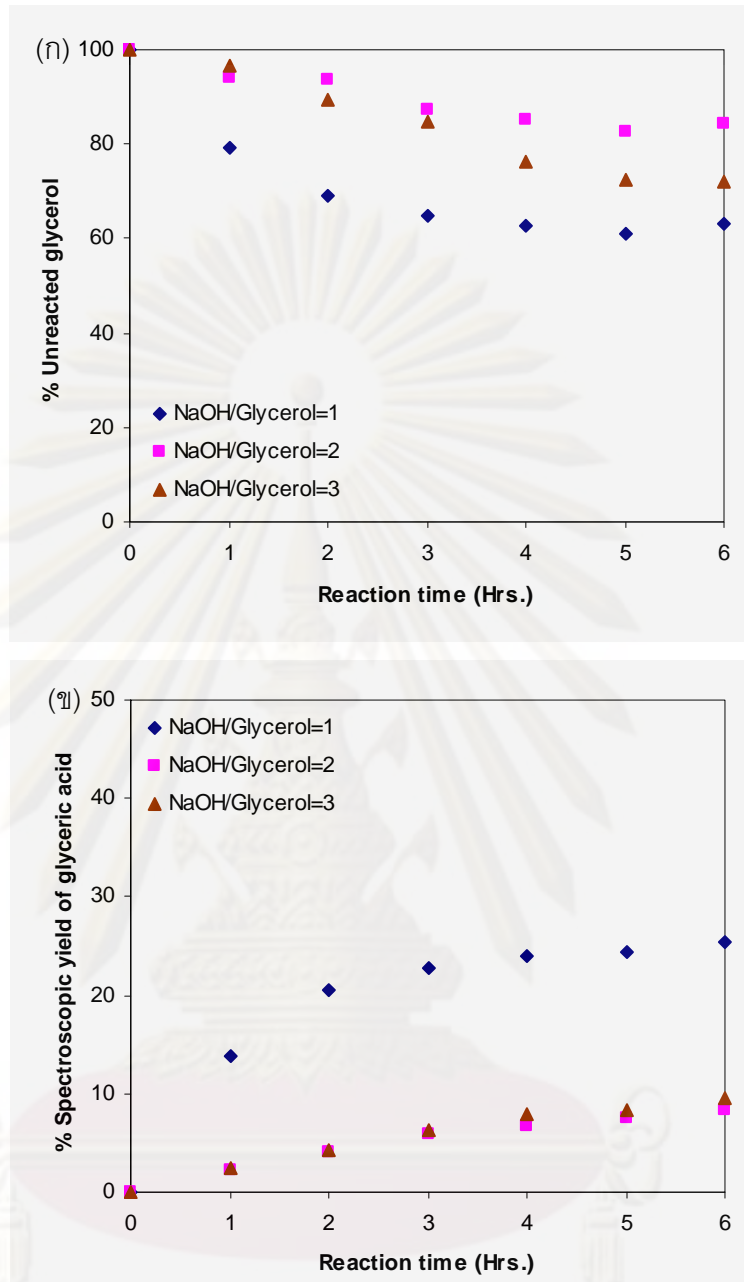 (ก)
100
80
60
40
20
0
% Unreacted glycerol
NaOH/Glycerol=1
NaOH/Glycerol=2
NaOH/Glycerol=3
0 1 2 3 4 5 6
Reaction time (Hrs.)
(ข)
50
40
30
20
10
0
% Spectroscopic yield of glyceric acid
NaOH/Glycerol=1
NaOH/Glycerol=2
NaOH/Glycerol=3
0 1 2 3 4 5 6
Reaction time (Hrs.)